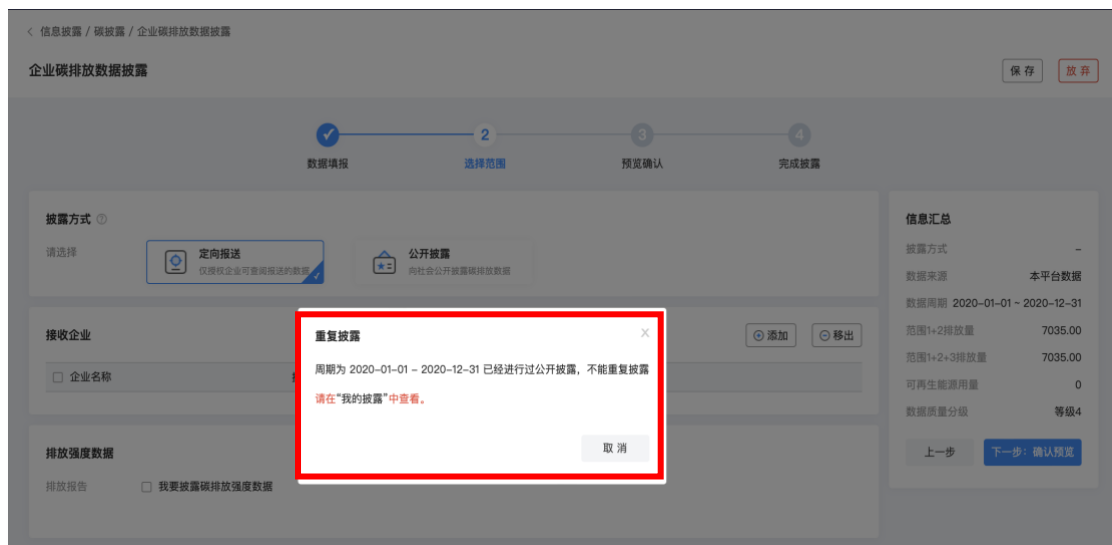 < 信息披露 / 碳披露 / 企业碳排放数据披露
企业碳排放数据披露
保存
放弃
2
3
4
数据填报
选择范围
预览确认
完成披露
披露方式 ?
请选择
定向报送
仅授权企业可查阅报送的数据
公开披露
向社会公开披露碳排放数据
接收企业
添加
移出
企业名称
重复披露
周期为 2020-01-01 ~ 2020-12-31 已经进行过公开披露，不能重复披露
请在“我的披露”中查看。
取消
排放强度数据
排放报告
我要披露碳排放强度数据
信息汇总
披露方式 –
数据来源 本平台数据
数据周期 2020-01-01 ~ 2020-12-31
范围1+2排放量 7035.00
范围1+2+3排放量 7035.00
可再生能源用量 0
数据质量分级 等级4
上一步
下一步：确认预览